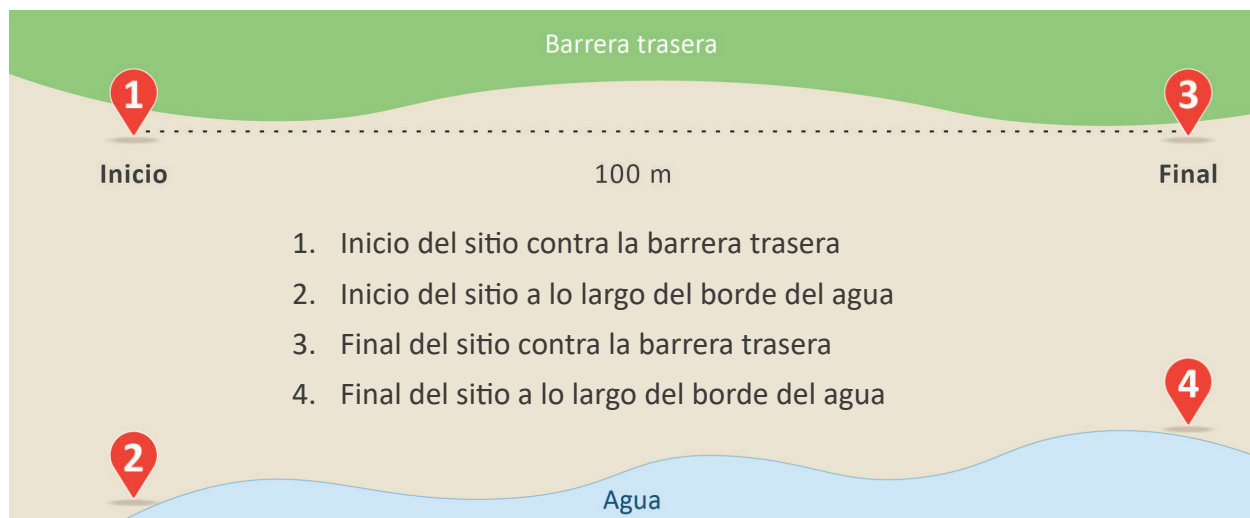 Barrera trasera
1
3
Inicio
100 m
Final
1. Inicio del sitio contra la barrera trasera
2. Inicio del sitio a lo largo del borde del agua
3. Final del sitio contra la barrera trasera
4. Final del sitio a lo largo del borde del agua
4
2
Agua